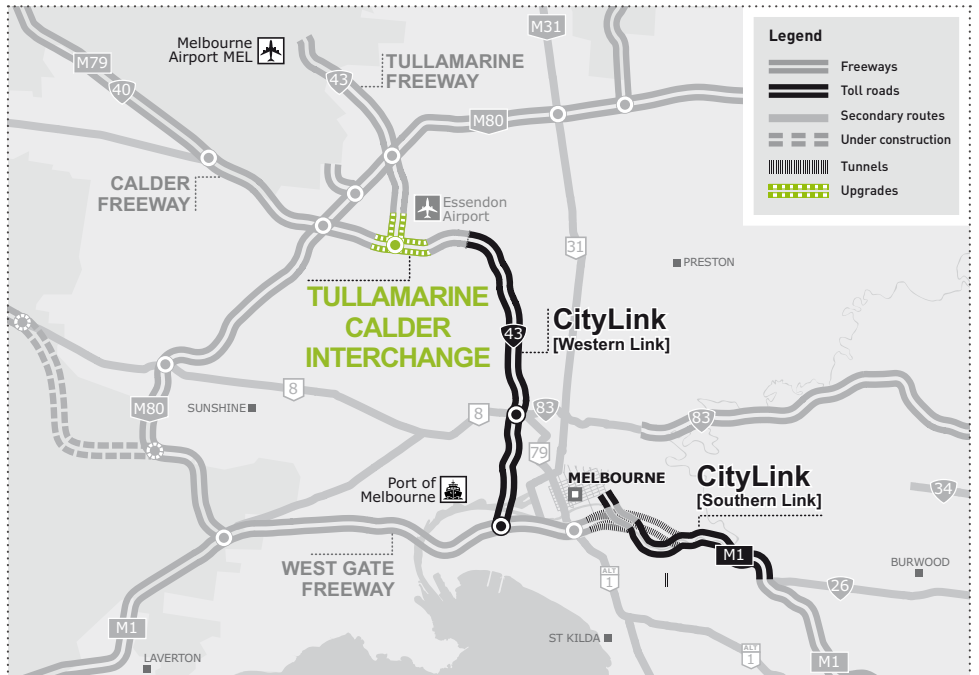 M31
Melbourne
Airport MEL
M79
43
TULLAMARINE
FREEWAY
40
M80
Legend
Freeways
Toll roads
Secondary routes
Under construction
Tunnels
Upgrades
CALDER
FREEWAY
Essendon
Airport
31
PRESTON
TULLAMARINE
CALDER
INTERCHANGE
43
CityLink
[Western Link]
8
M80
SUNSHINE
8
83
83
79
Port of
Melbourne
MELBOURNE
CityLink
[Southern Link]
34
M1
WEST GATE
FREEWAY
ALT
1
26
BURWOOD
M1
ST KILDA
ALT
1
M1
LAVERTON